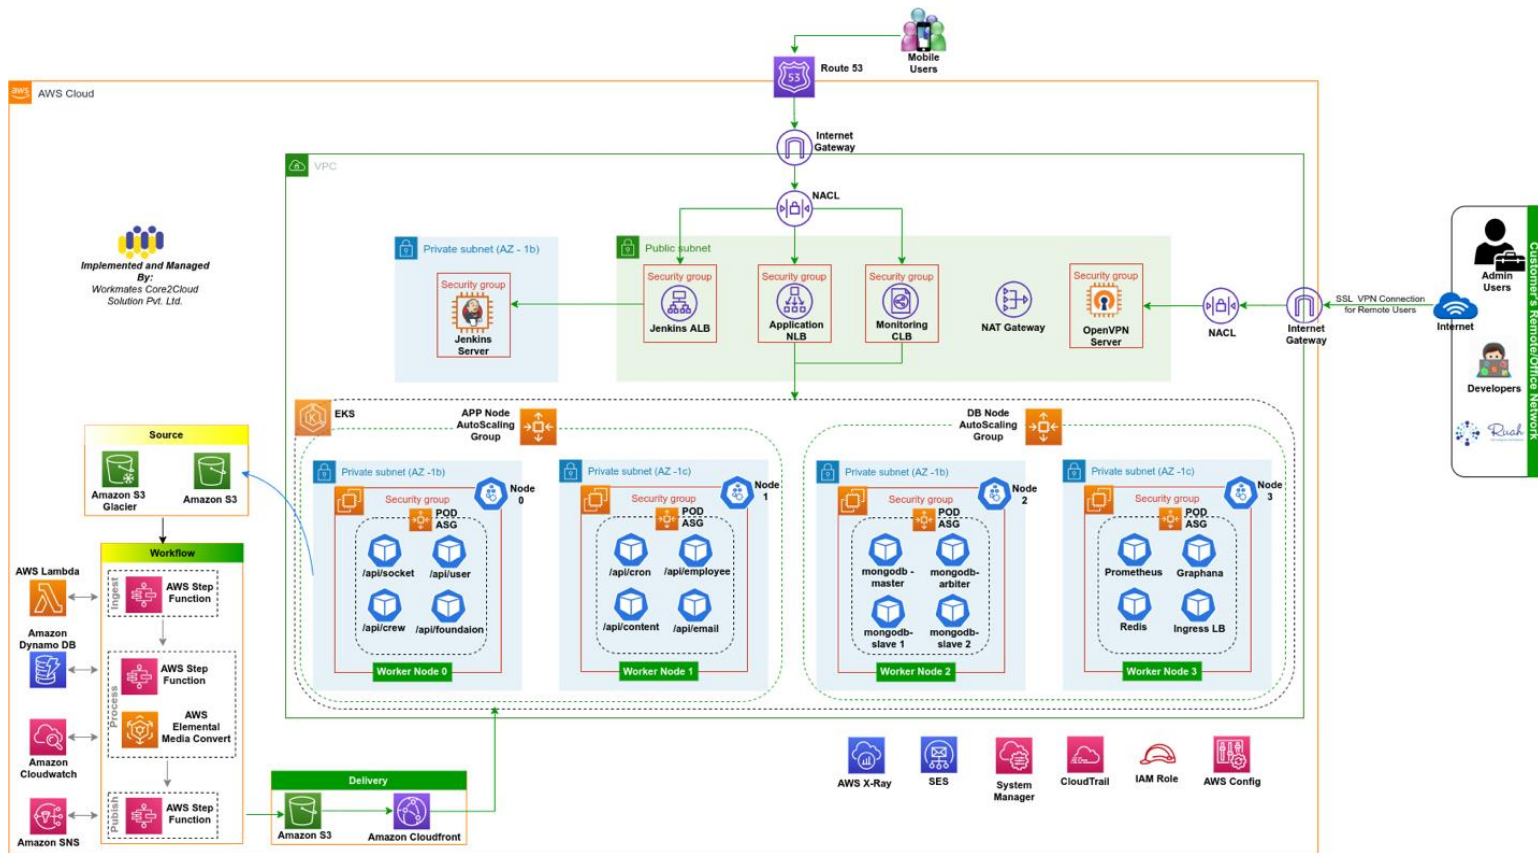 Mobile
Users
Route 53
53
aws
AWS Cloud
Internet
Gateway
VPC
NACL
Implemented and Managed
By:
Workmates Core2Cloud
Solution Pvt. Ltd.
Private subnet (AZ - 1b)
Security group
Jenkins
Server
Public subnet
Security group
Jenkins ALB
Security group
Application
NLB
Security group
Monitoring
CLB
NAT Gateway
Security group
OpenVPN
Server
NACL
Internet
Gateway
SSL VPN Connection
for Remote Users
Internet
Admin
Users
Developers
Ruah
Customer's Remote/Office Network
EKS
APP Node
AutoScaling
Group
DB Node
AutoScaling
Group
Private subnet (AZ -1b)
Security group
Node
0
POD
ASG
/api/socket
/api/user
/api/crew
/api/foundaion
Worker Node 0
Private subnet (AZ -1c)
Security group
Node
1
POD
ASG
/api/cron
/api/employee
/api/content
/api/email
Worker Node 1
Private subnet (AZ -1b)
Security group
Node
2
POD
ASG
mongodb -
master
mongodb-
arbiter
mongodb-
slave 1
mongodb-
slave 2
Worker Node 2
Private subnet (AZ -1c)
Security group
Node
3
POD
ASG
Prometheus
Graphana
Redis
Ingress LB
Worker Node 3
Source
Amazon S3
Glacier
Amazon S3
Workflow
AWS Lambda
Ingest
AWS Step
Function
Amazon
Dynamo DB
Process
AWS Step
Function
AWS
Elemental
Media Convert
Amazon
Cloudwatch
Publish
AWS Step
Function
Amazon SNS
Delivery
Amazon S3
Amazon Cloudfront
AWS X-Ray
SES
System
Manager
CloudTrail
IAM Role
AWS Config